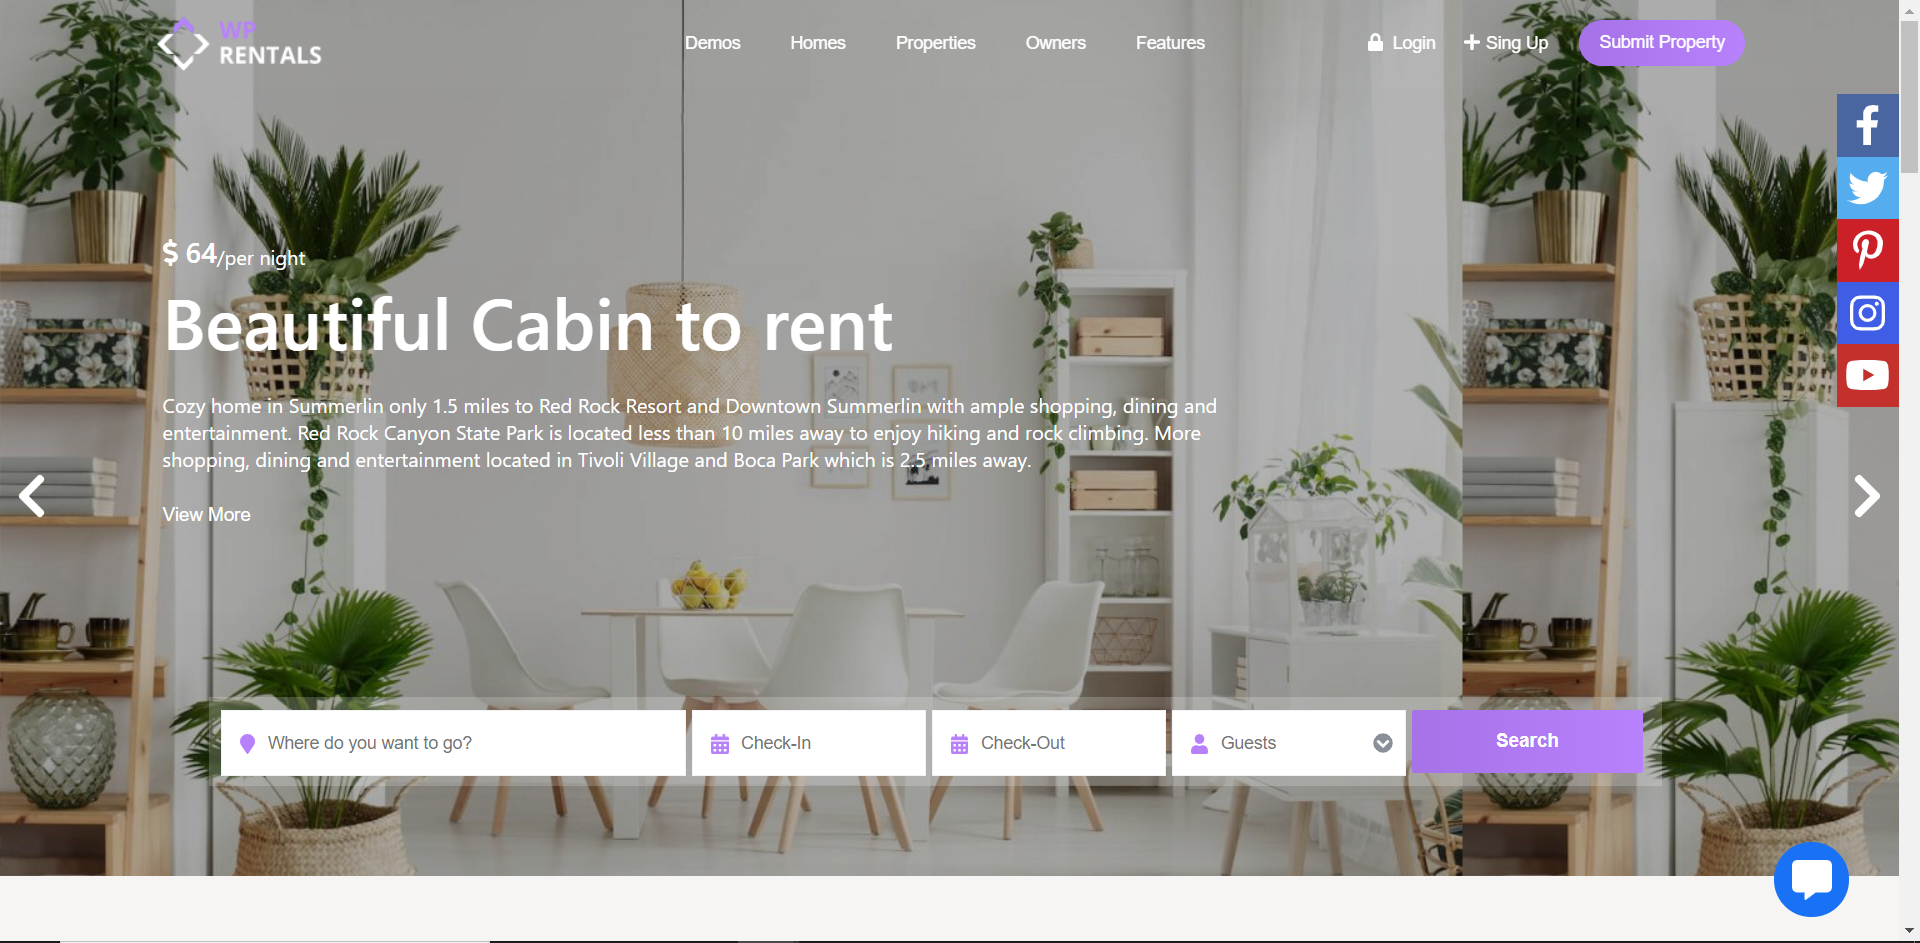 WP
RENTALS
Demos
Homes
Properties
Owners
Features
Login
Sing Up
Submit Property
$ 64/per night
Beautiful Cabin to rent
Cozy home in Summerlin only 1.5 miles to Red Rock Resort and Downtown Summerlin with ample shopping, dining and
entertainment. Red Rock Canyon State Park is located less than 10 miles away to enjoy hiking and rock climbing. More
shopping, dining and entertainment located in Tivoli Village and Boca Park which is 2.5 miles away.
View More
Where do you want to go?
Check-In
Check-Out
Guests
Search